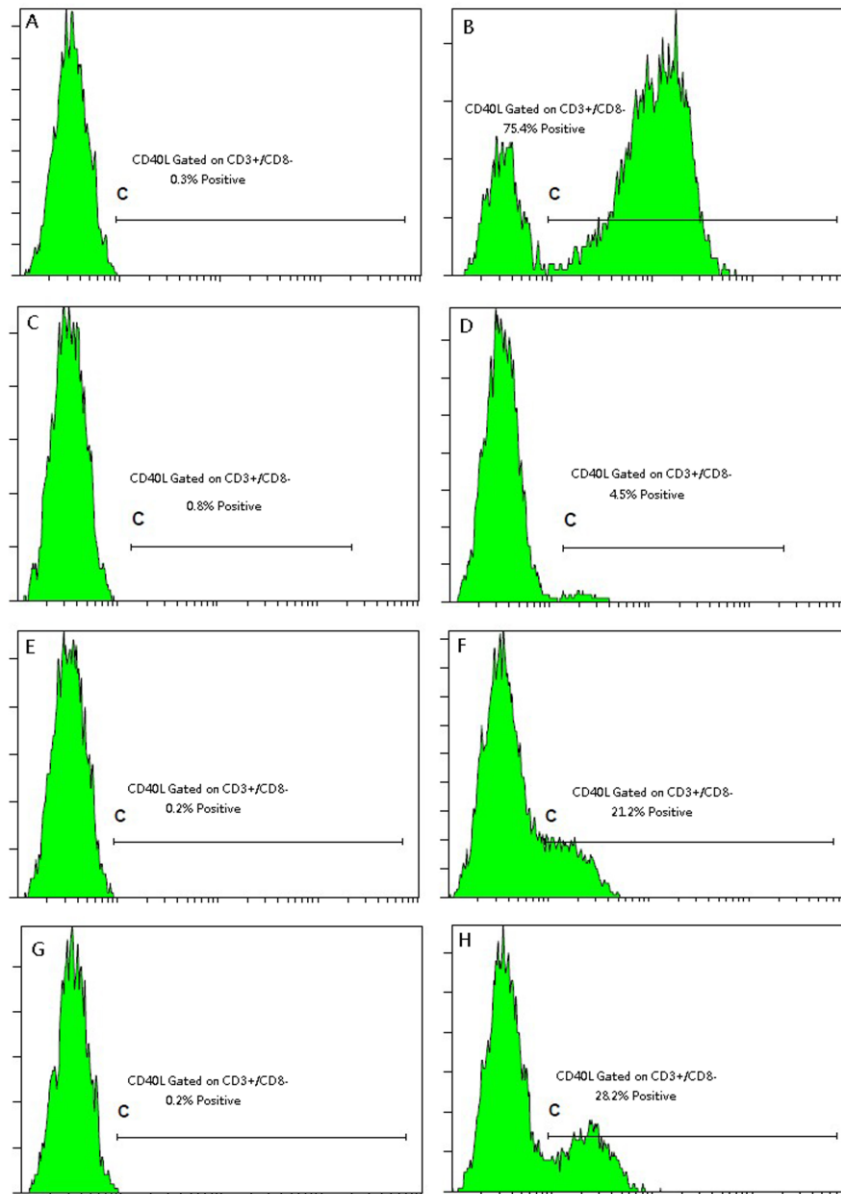 A
CD40L Gated on CD3+/CD8-
0.3% Positive
C
B
CD40L Gated on CD3+/CD8-
75.4% Positive
C
C
CD40L Gated on CD3+/CD8-
0.8% Positive
C
D
CD40L Gated on CD3+/CD8-
4.5% Positive
C
E
CD40L Gated on CD3+/CD8-
0.2% Positive
C
F
CD40L Gated on CD3+/CD8-
21.2% Positive
C
G
CD40L Gated on CD3+/CD8-
0.2% Positive
C
H
CD40L Gated on CD3+/CD8-
28.2% Positive
C